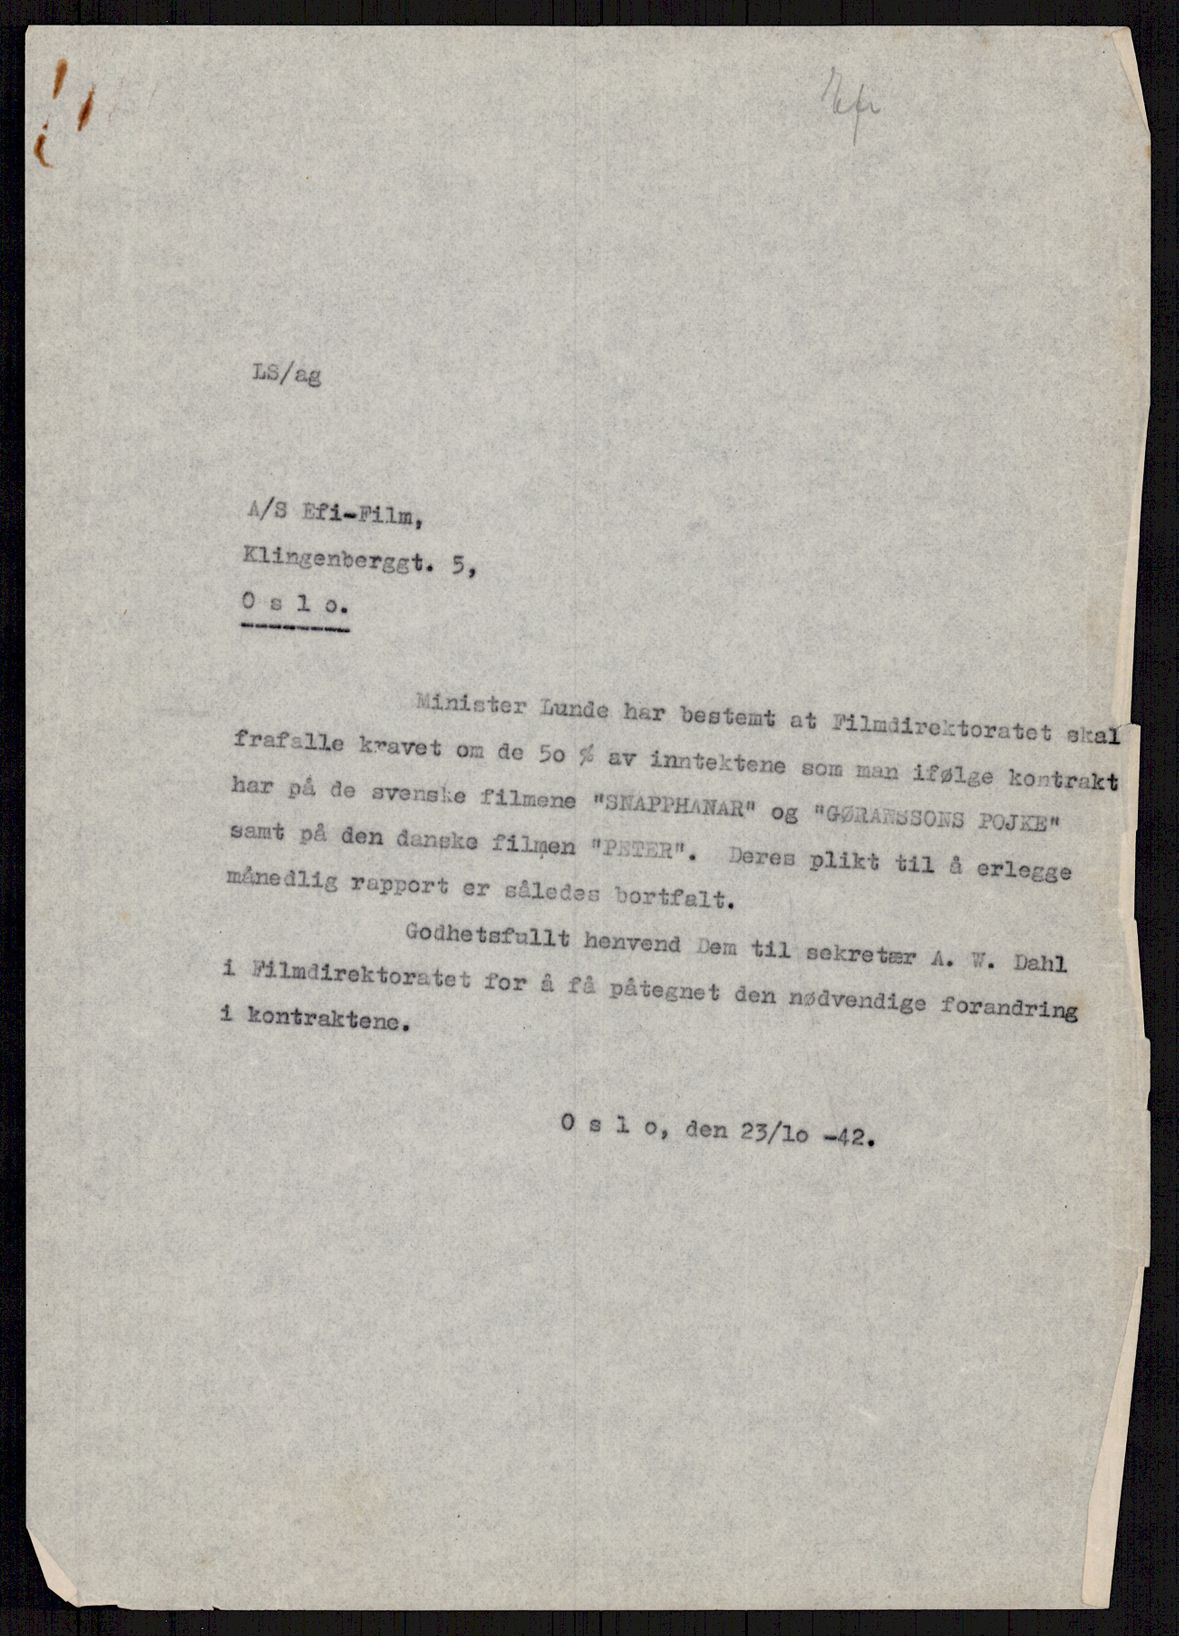 Efi
LS/ag
A/S Efi-Film,
Klingenberggt. 5,
O s l o.
Minister Lunde har bestemt at Filmdirektoratet skal
frafalle kravet om de 5o % av inntektene som man ifølge kontrakt
har på de svenske filmene "SNAPPHANAR" og "GØRANSSONS POJKE"
samt på den danske filmen "PETER". Deres plikt til å erlegge
månedlig rapport er således bortfalt.
Godhetsfullt henvend Dem til sekretær A. W. Dahl
i Filmdirektoratet for å få påtegnet den nødvendige forandring
i kontraktene.
O s l o, den 23/lo -42.